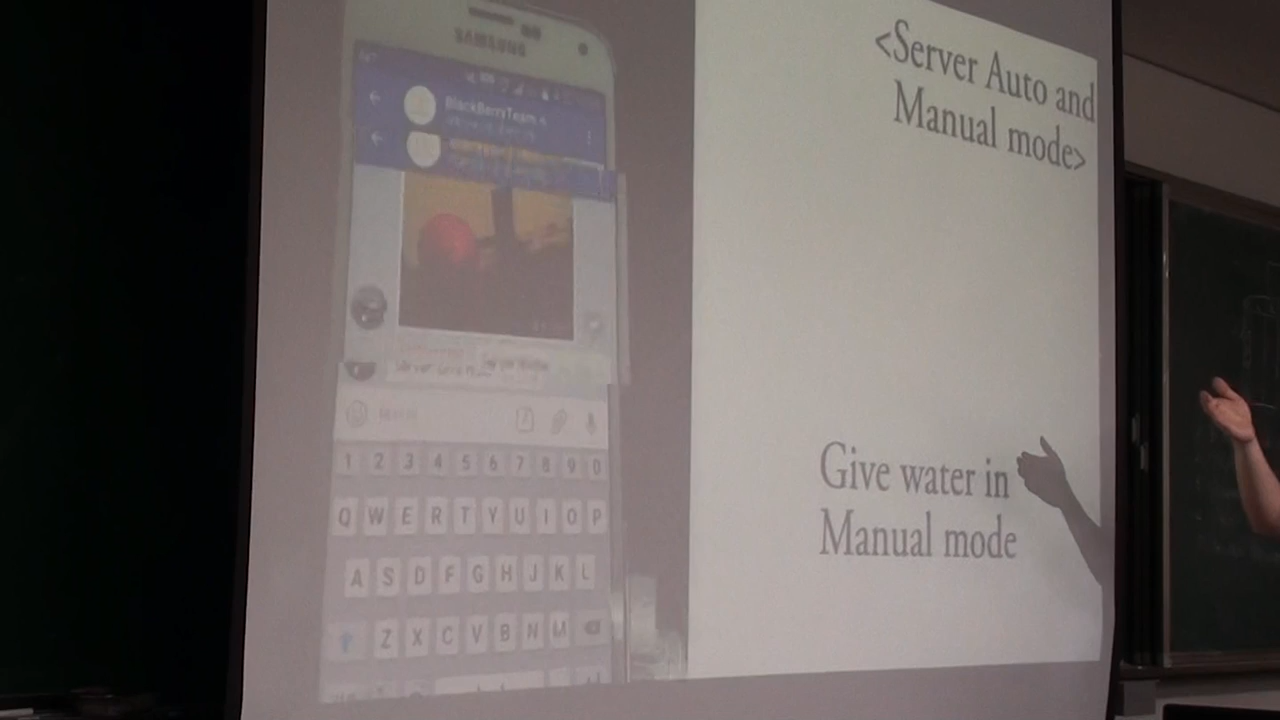 SAMSUNG
BlackBerryTeam
<Server Auto and
Manual mode>
Give water in
Manual mode
1 2 3 4 5 6 7 8 9 0
Q W E R T Y U I O P
A S D F G H J K L
Z X C V B N M